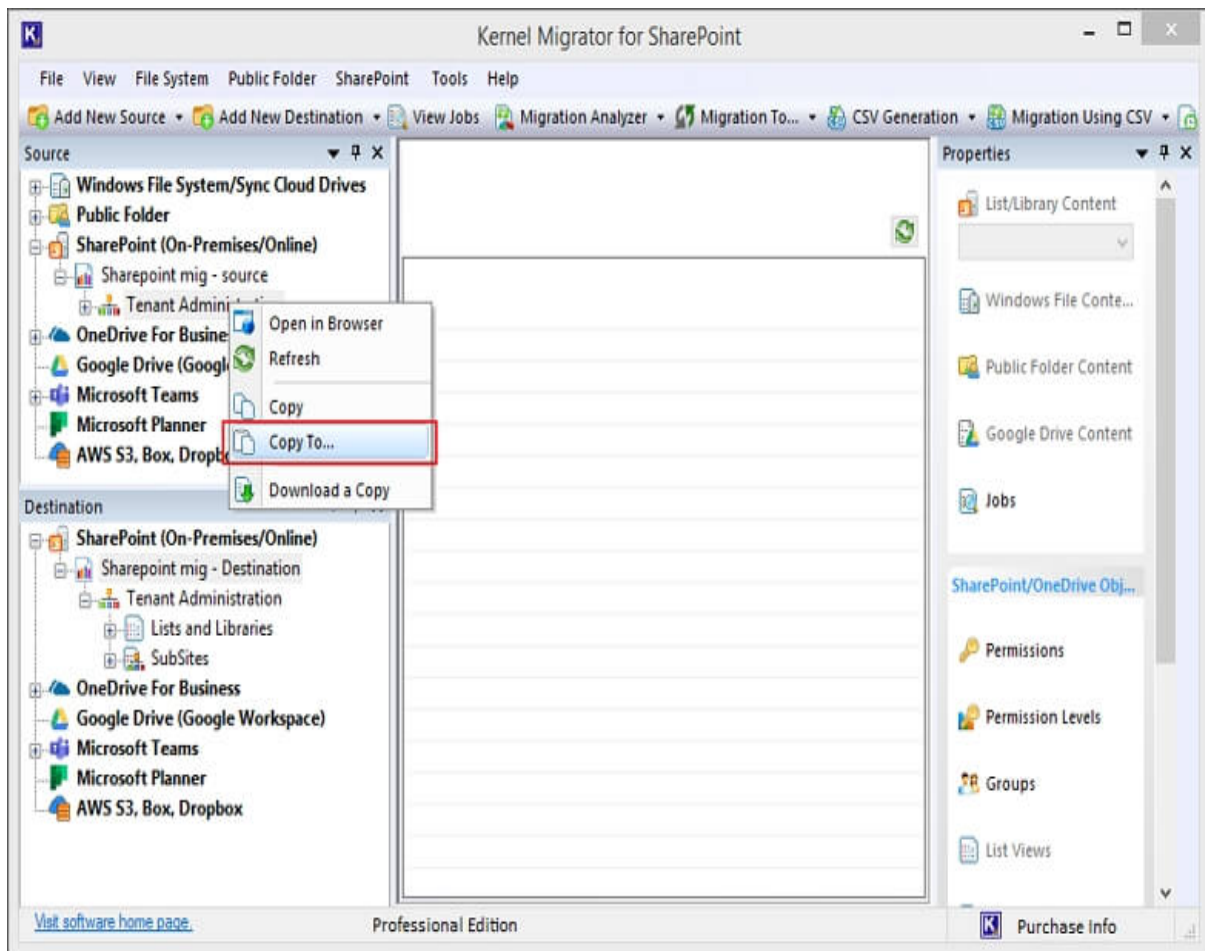 Kernel Migrator for SharePoint
File View File System Public Folder SharePoint Tools Help
Add New Source Add New Destination View Jobs Migration Analyzer Migration To... CSV Generation Migration Using CSV
Source
Windows File System/Sync Cloud Drives
Public Folder
SharePoint (On-Premises/Online)
Sharepoint mig - source
Tenant Admini
OneDrive For Busine
Google Drive (Googl
Microsoft Teams
Microsoft Planner
AWS S3, Box, Dropb
Open in Browser
Refresh
Copy
Copy To...
Download a Copy
Destination
SharePoint (On-Premises/Online)
Sharepoint mig - Destination
Tenant Administration
Lists and Libraries
SubSites
OneDrive For Business
Google Drive (Google Workspace)
Microsoft Teams
Microsoft Planner
AWS S3, Box, Dropbox
Properties
List/Library Content
Windows File Conte...
Public Folder Content
Google Drive Content
Jobs
SharePoint/OneDrive Obj...
Permissions
Permission Levels
Groups
List Views
Visit software home page. Professional Edition Purchase Info